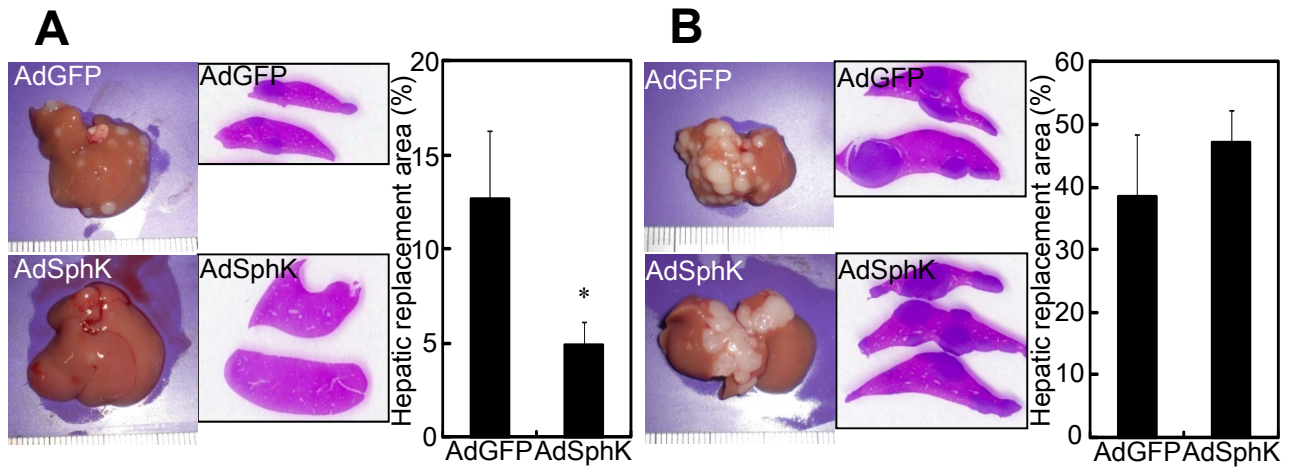 A
AdGFP
AdGFP
AdSphK
AdSphK
Hepatic replacement area (%)
20
15
10
5
0
*
AdGFP AdSphK
B
AdGFP
AdGFP
AdSphK
AdSphK
Hepatic replacement area (%)
60
50
40
30
20
10
0
AdGFP AdSphK